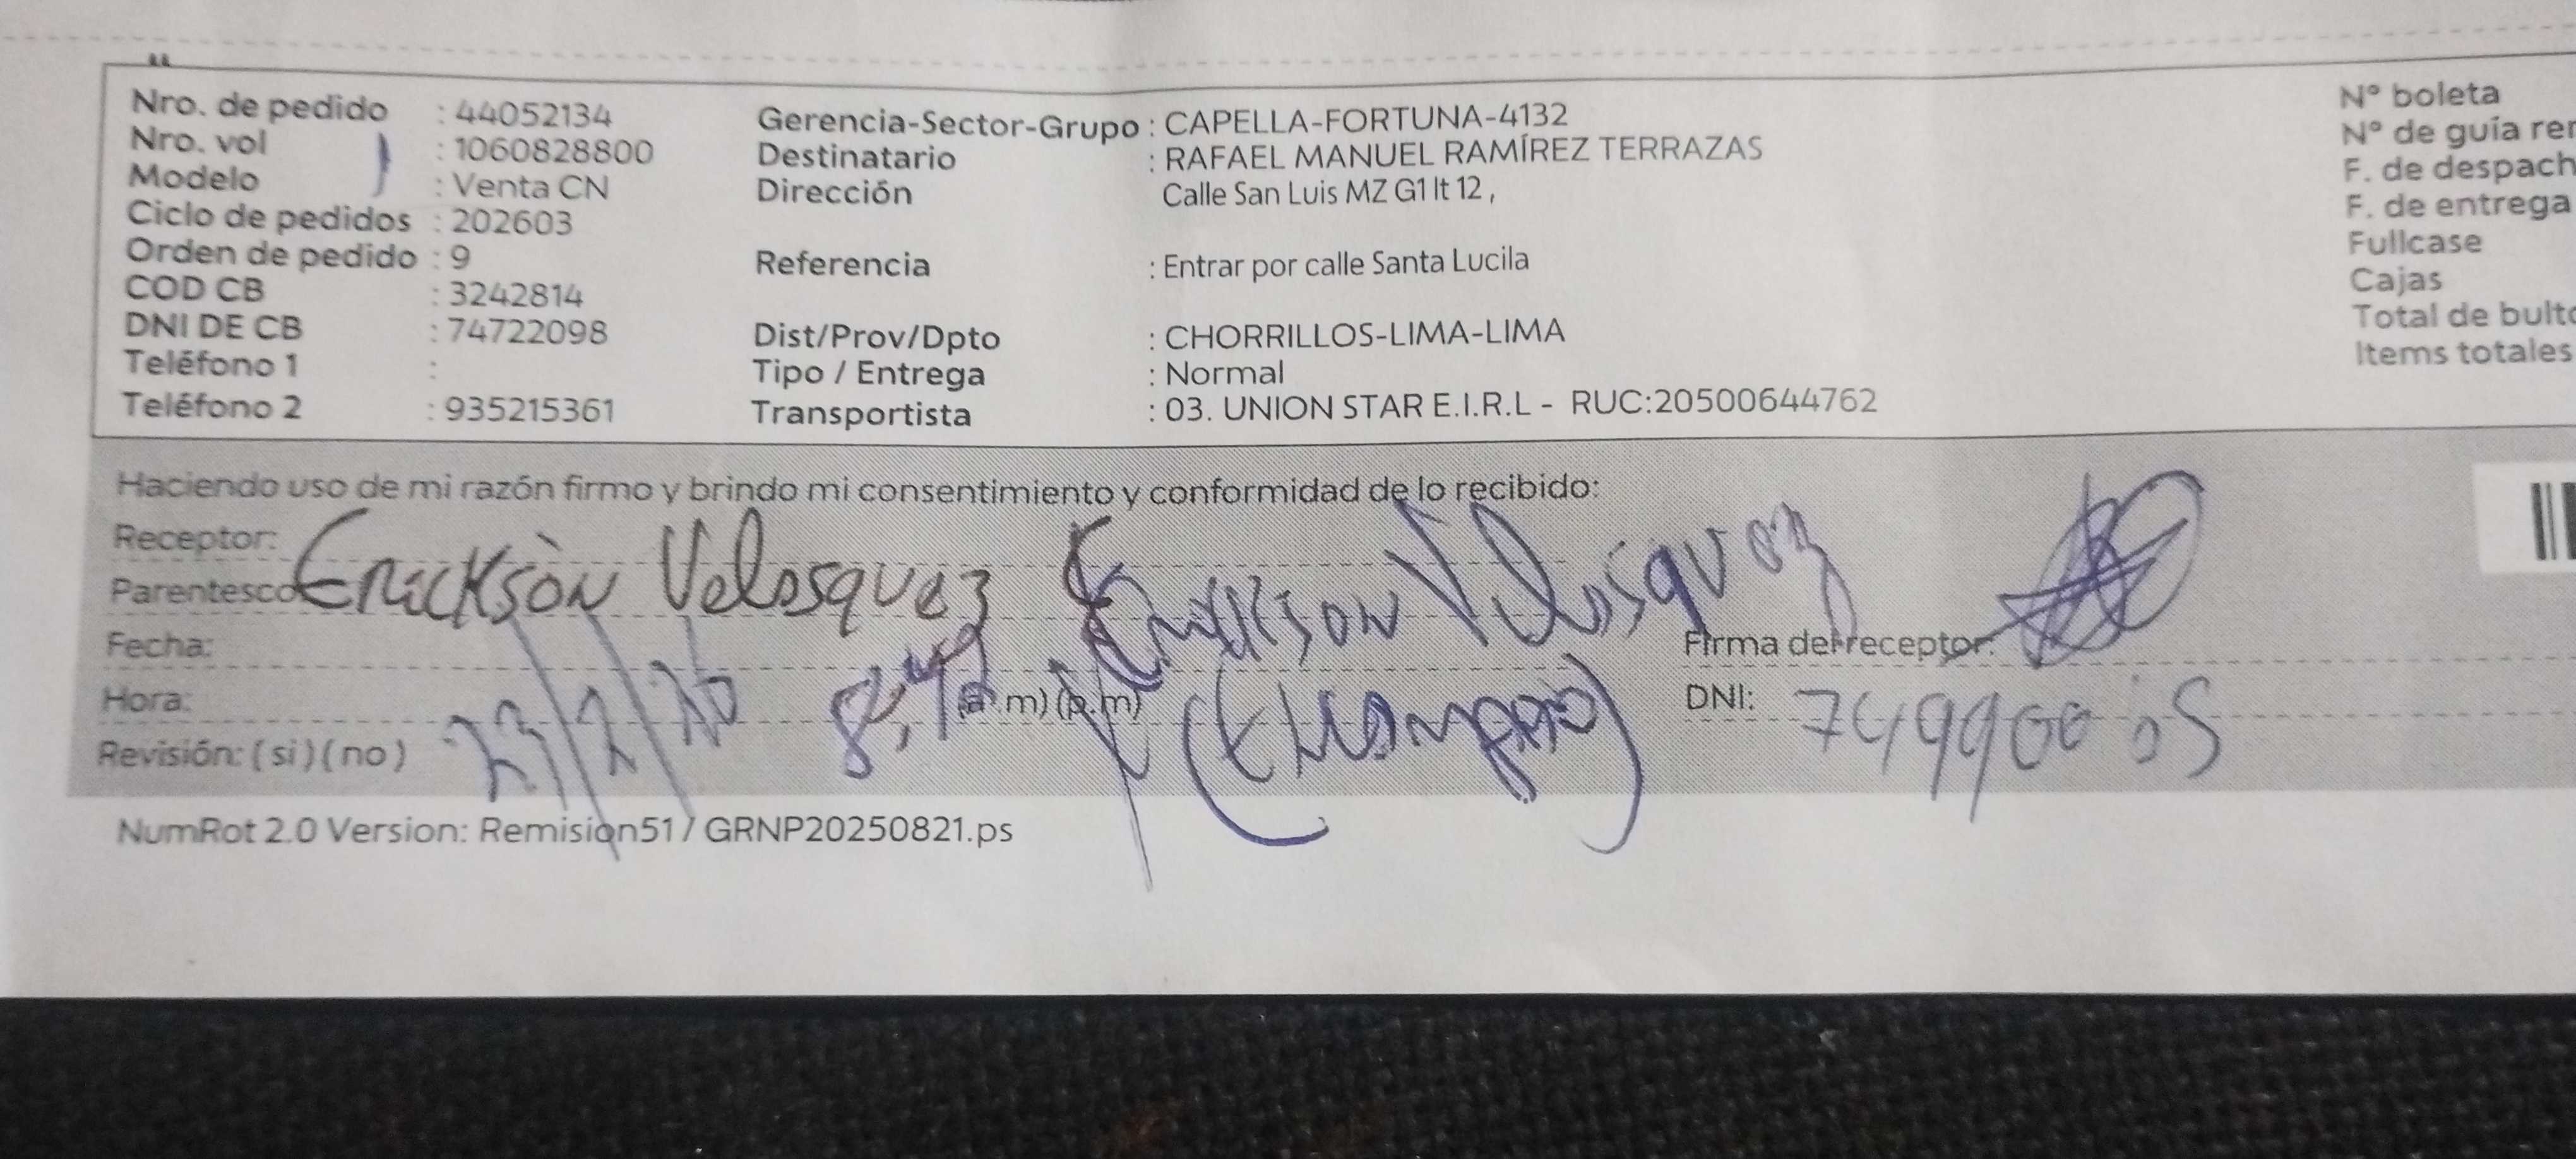 Nro. de pedido : 44052134
Nro. vol : 1060828800
Modelo : Venta CN
Ciclo de pedidos : 202603
Orden de pedido : 9
COD CB : 3242814
DNI DE CB : 74722098
Teléfono 1 :
Teléfono 2 : 935215361
Gerencia-Sector-Grupo : CAPELLA-FORTUNA-4132
Destinatario : RAFAEL MANUEL RAMÍREZ TERRAZAS
Dirección Calle San Luis MZ G1 lt 12 ,
Referencia : Entrar por calle Santa Lucila
Dist/Prov/Dpto : CHORRILLOS-LIMA-LIMA
Tipo / Entrega : Normal
Transportista : 03. UNION STAR E.I.R.L - RUC:20500644762
N° boleta
N° de guía
F. de despach
F. de entrega
Fullcase
Cajas
Total de
Items totales
Haciendo uso de mi razón firmo y brindo mi consentimiento y conformidad de lo recibido:
Receptor:
Parentesco
Erickson Velasquez Erickson Velasquez
Fecha:
Firma del receptor:
Hora: (a.m) (p.m)
DNI:
Revisión: ( si ) ( no )
NumRot 2.0 Version: Remision51 / GRNP20250821.ps